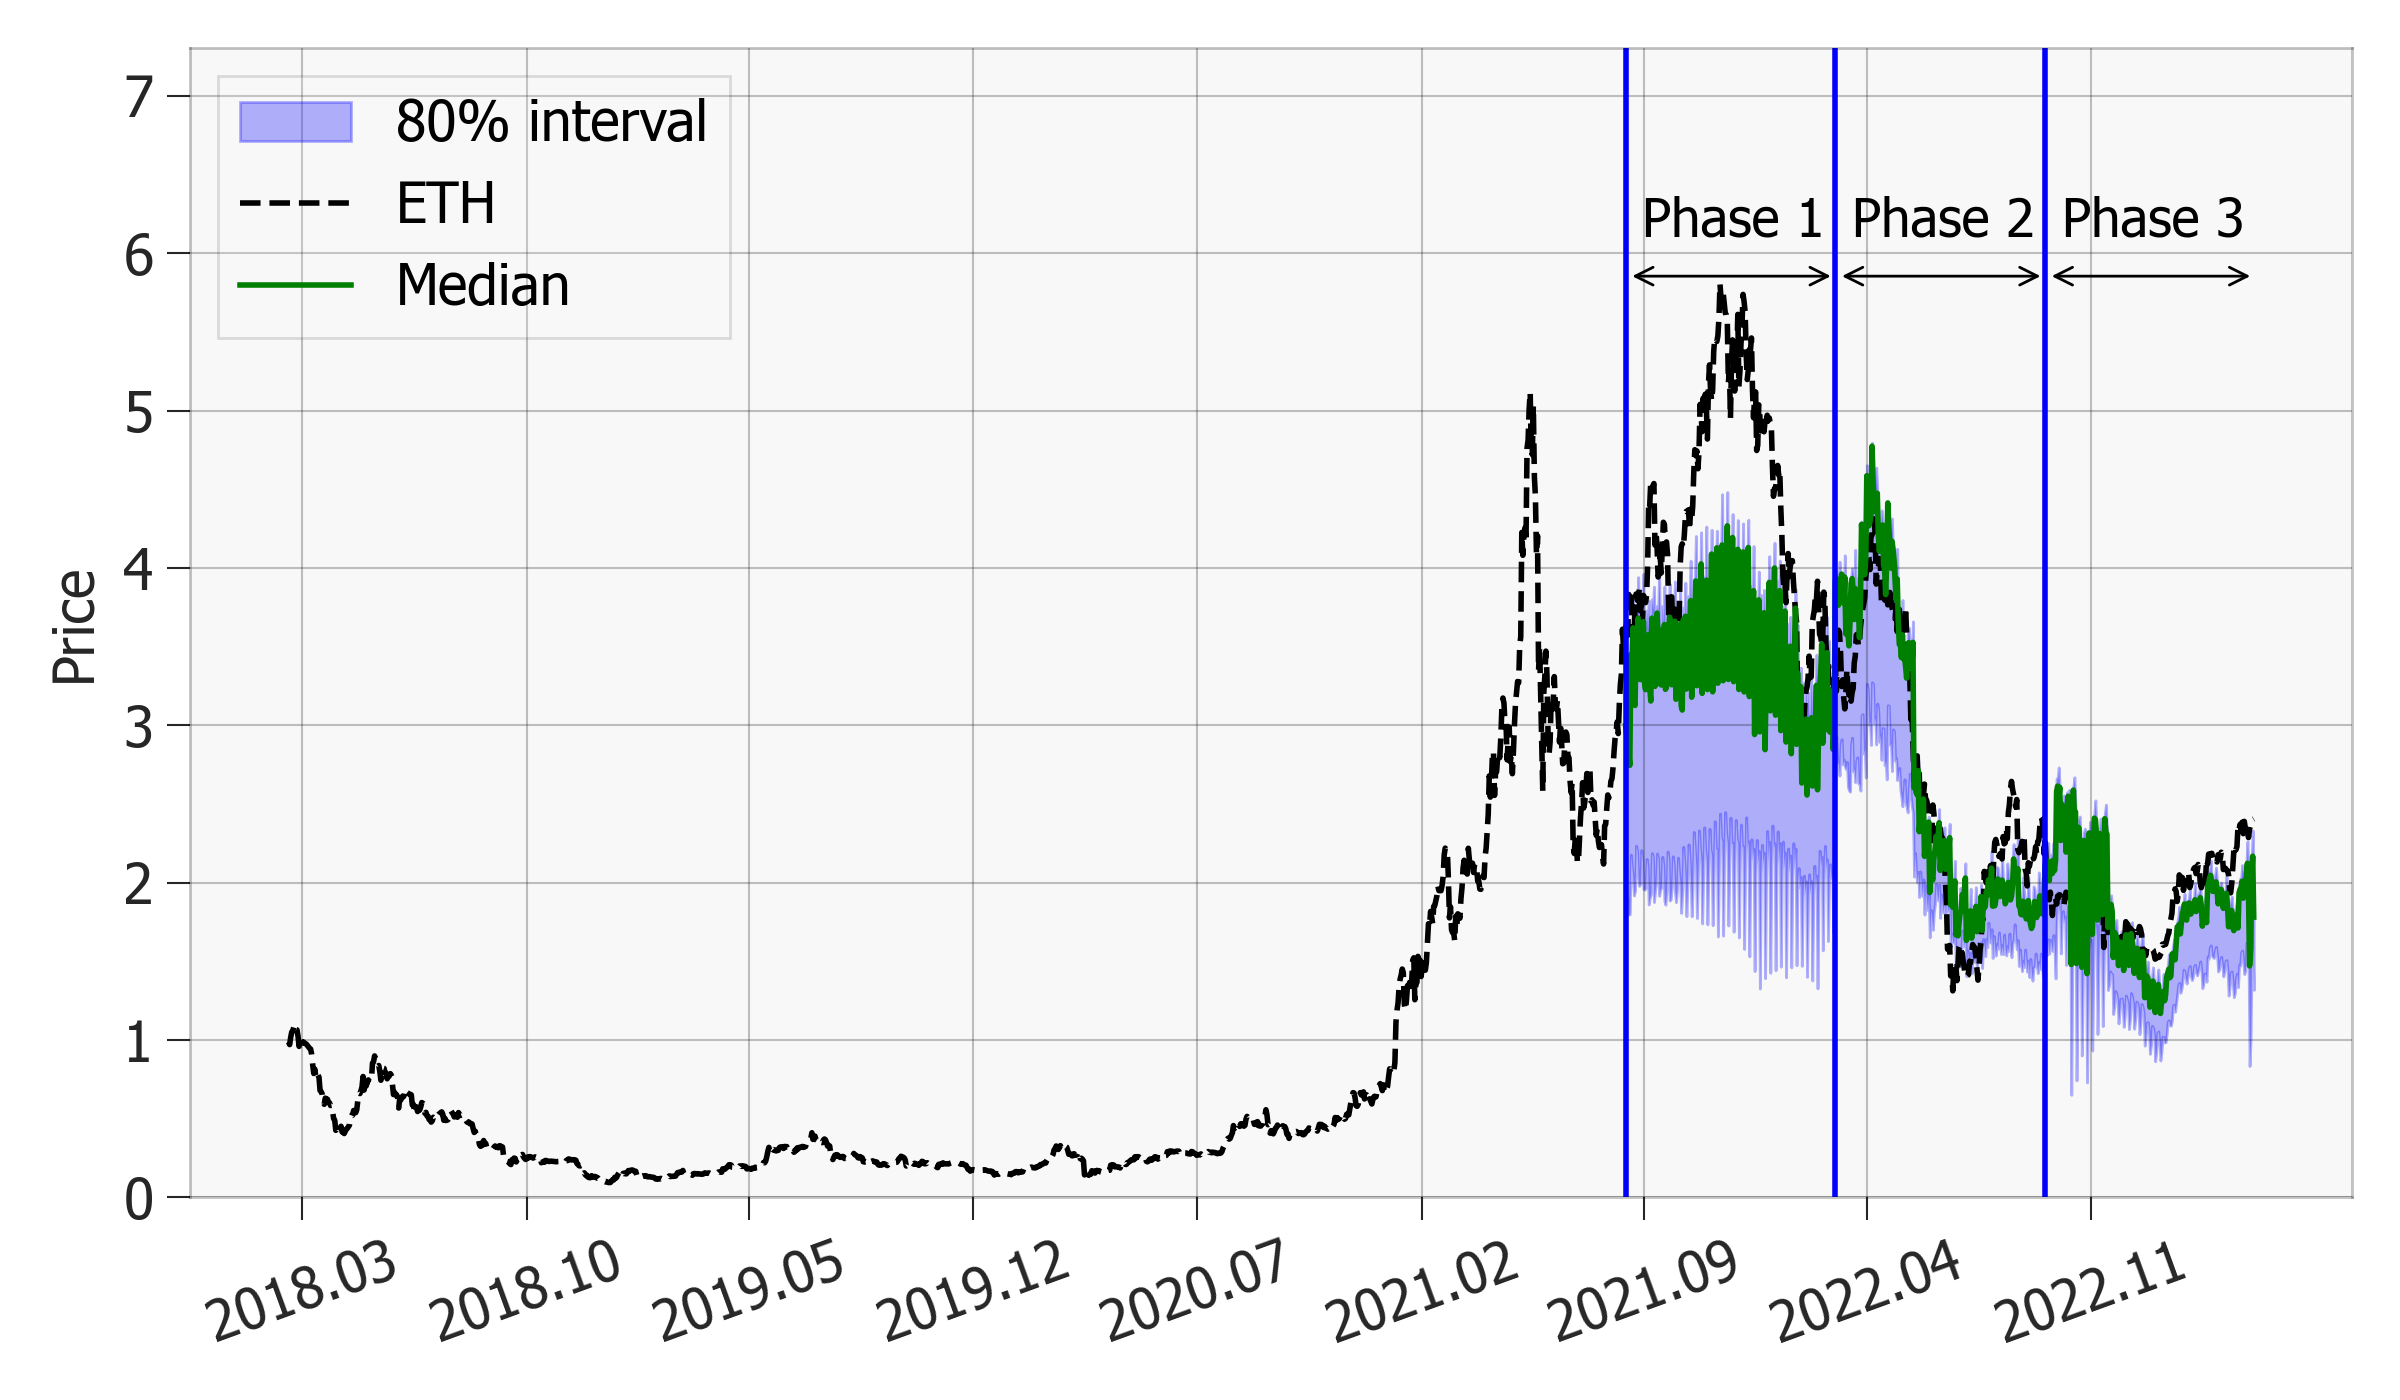 80% interval
ETH
Median
Phase 1
Phase 2
Phase 3
Price
7
6
5
4
3
2
1
0
2018.03
2018.10
2019.05
2019.12
2020.07
2021.02
2021.09
2022.04
2022.11